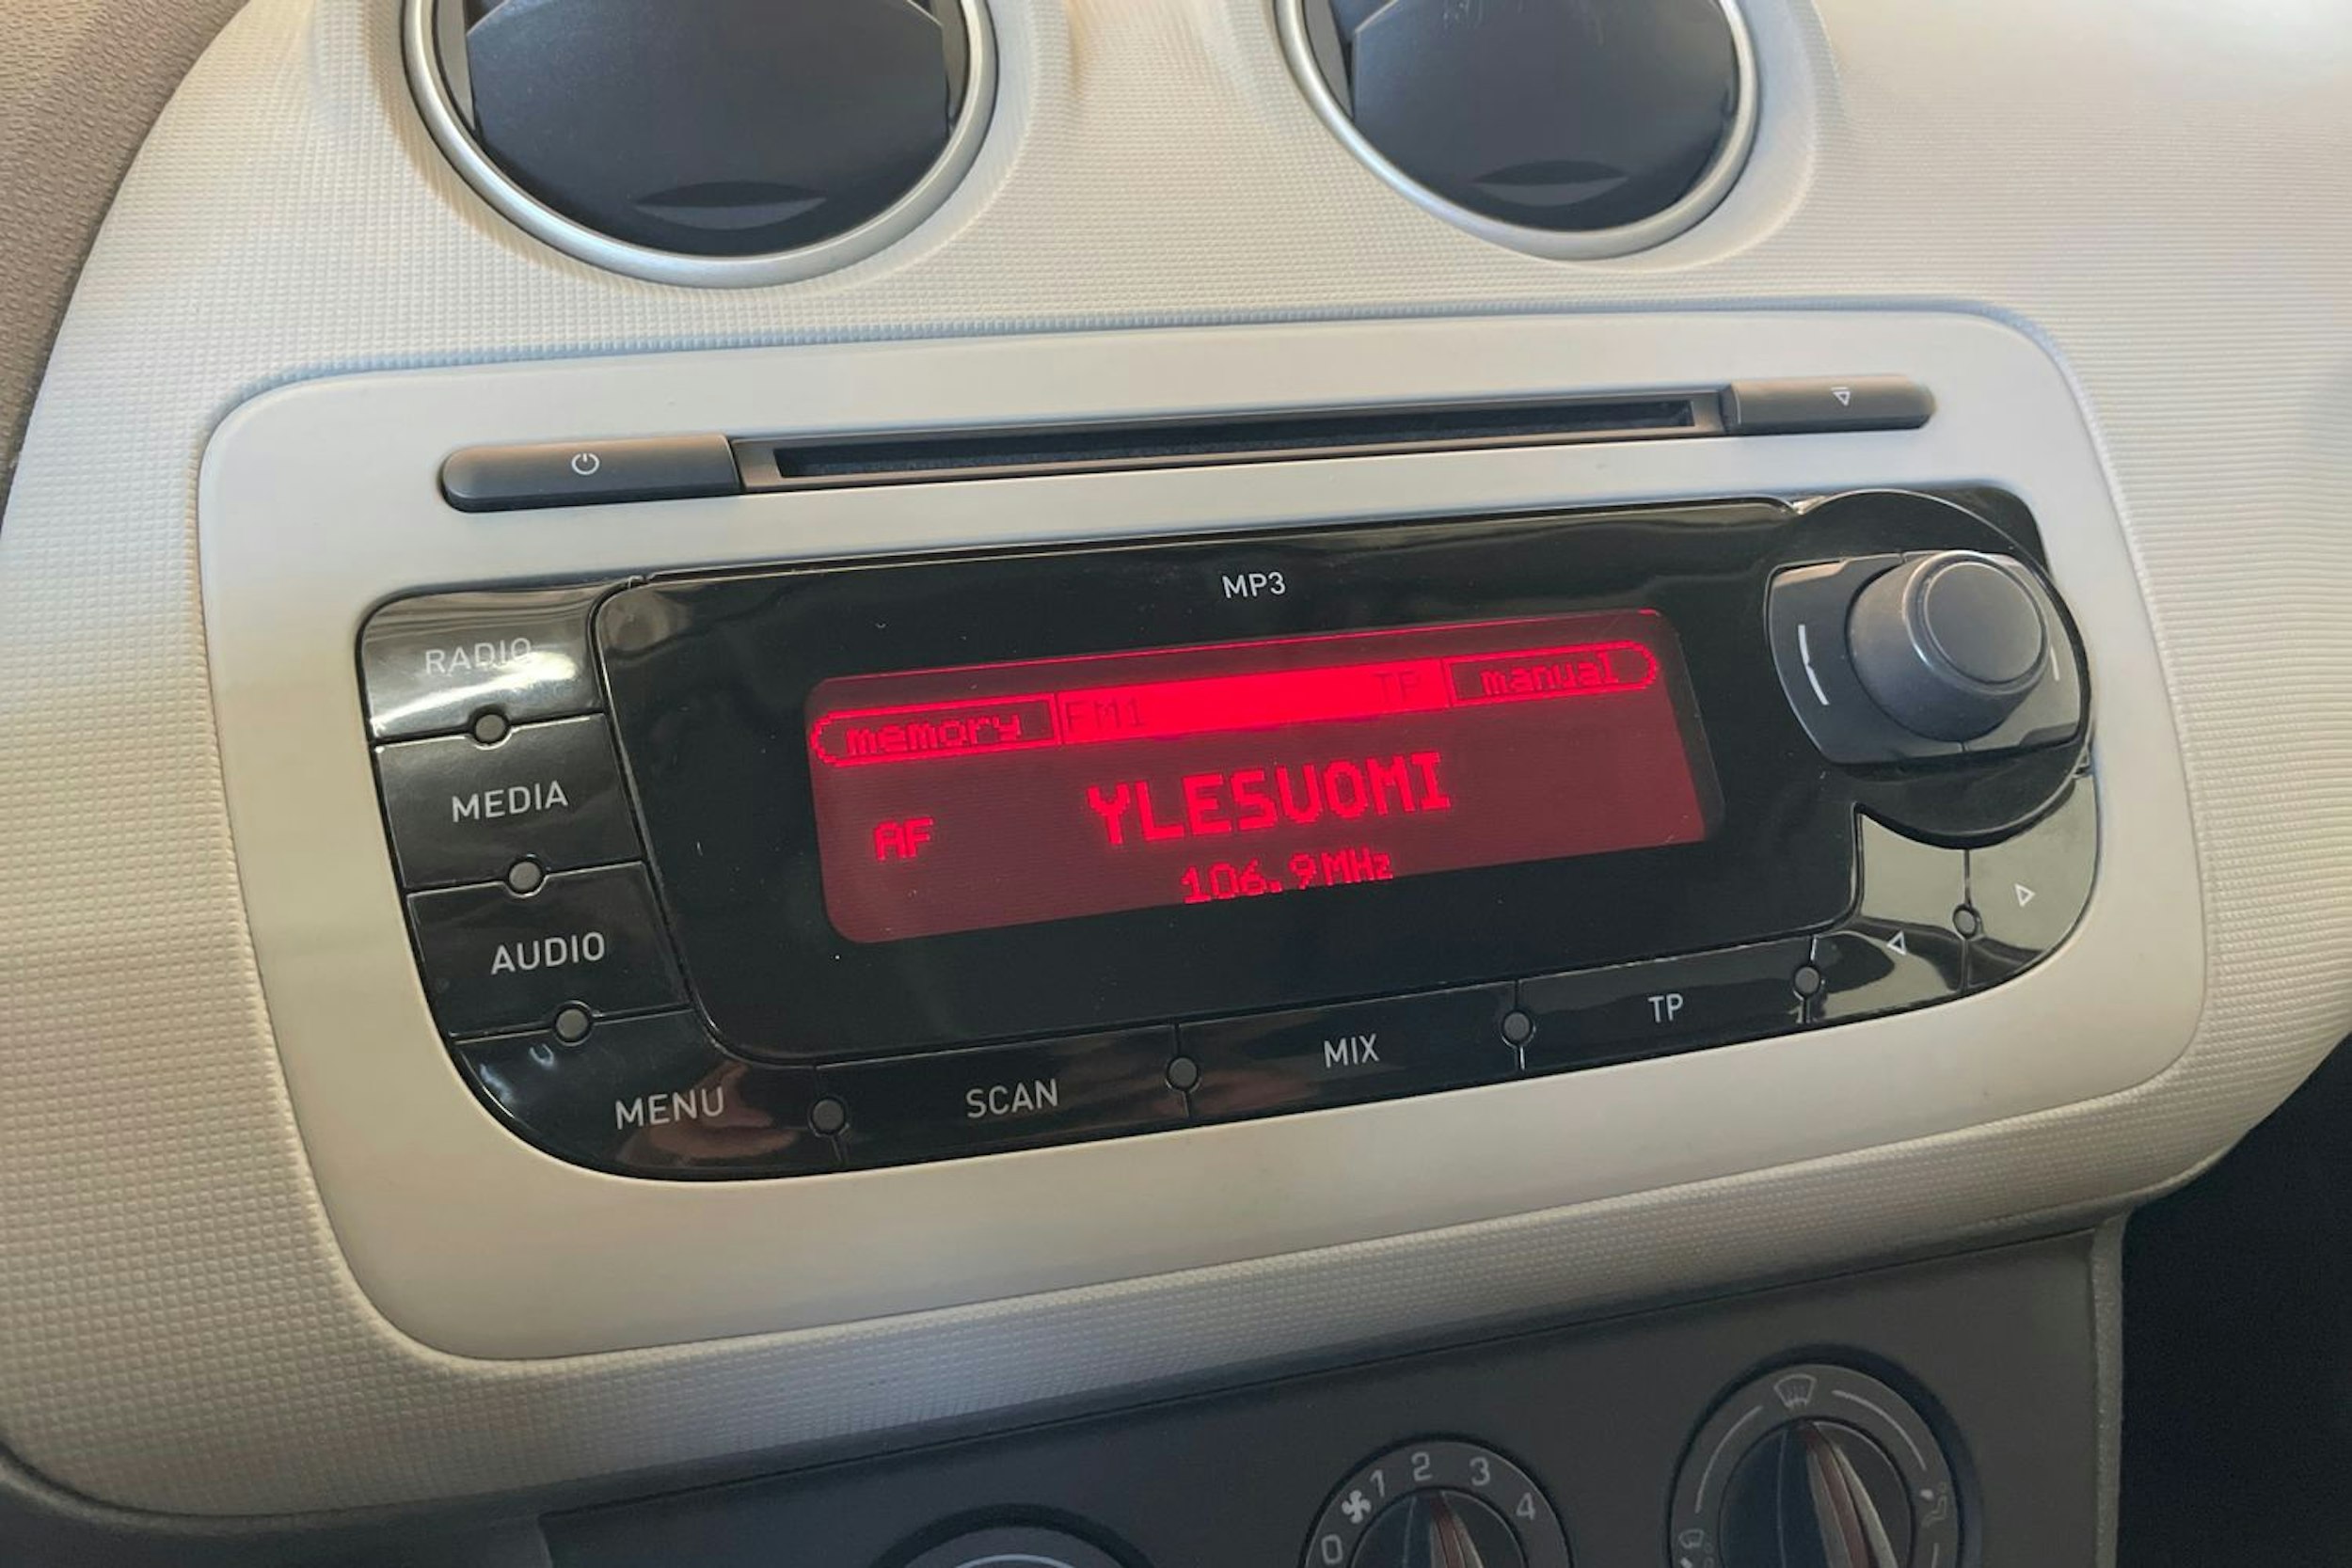 MP3
RADIO
memory FM1 TP manual
MEDIA
YLESUOMI
AF
106.9MHz
AUDIO
MENU SCAN MIX TP
0 1 2 3 4